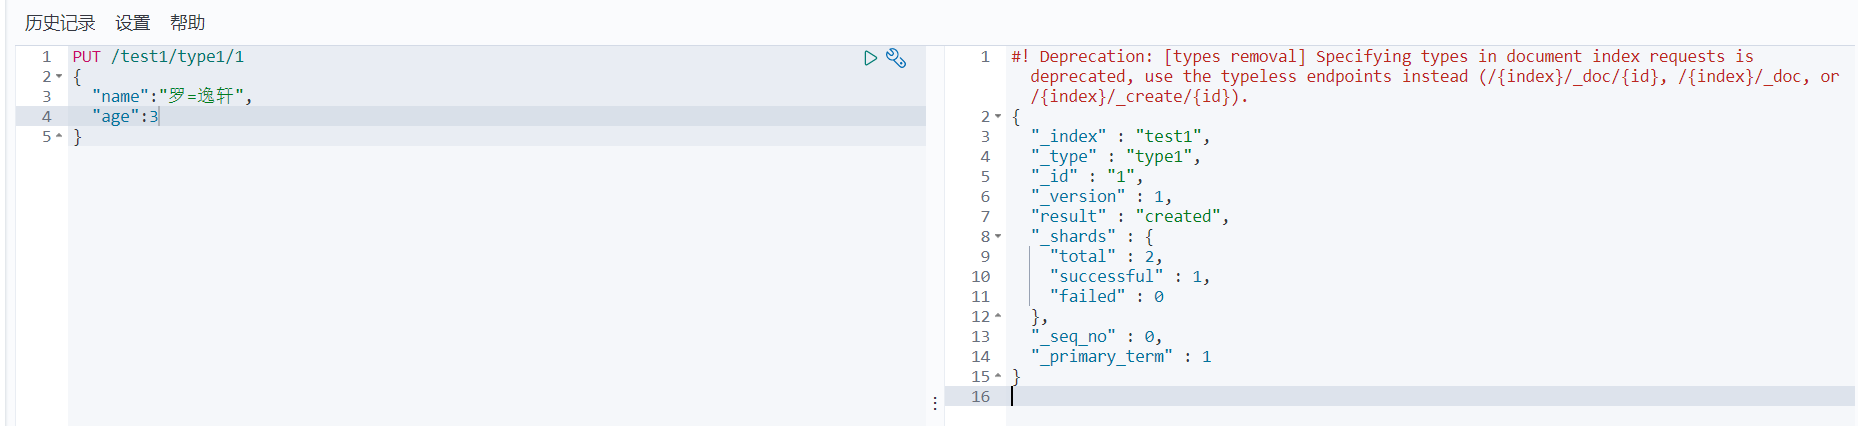 历史记录 设置 帮助
1 PUT /test1/type1/1
2 {
3 "name":"罗=逸轩",
4 "age":3
5 }
1 #! Deprecation: [types removal] Specifying types in document index requests is
deprecated, use the typeless endpoints instead (/{index}/_doc/{id}, /{index}/_doc, or
/{index}/_create/{id}).
2 {
3 "_index" : "test1",
4 "_type" : "type1",
5 "_id" : "1",
6 "_version" : 1,
7 "result" : "created",
8 "_shards" : {
9 "total" : 2,
10 "successful" : 1,
11 "failed" : 0
12 },
13 "_seq_no" : 0,
14 "_primary_term" : 1
15 }
16